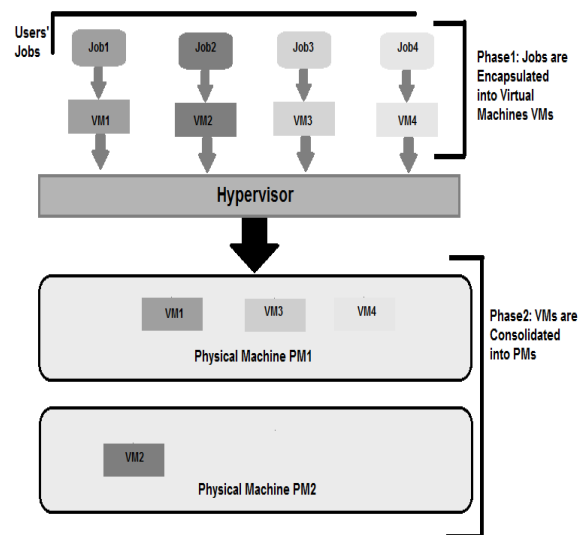 Users'
Jobs
Job1
Job2
Job3
Job4
Phase1: Jobs are
Encapsulated
into Virtual
Machines VMs
VM1
VM2
VM3
VM4
Hypervisor
VM1
VM3
VM4
Physical Machine PM1
Phase2: VMs are
Consolidated
into PMs
VM2
Physical Machine PM2